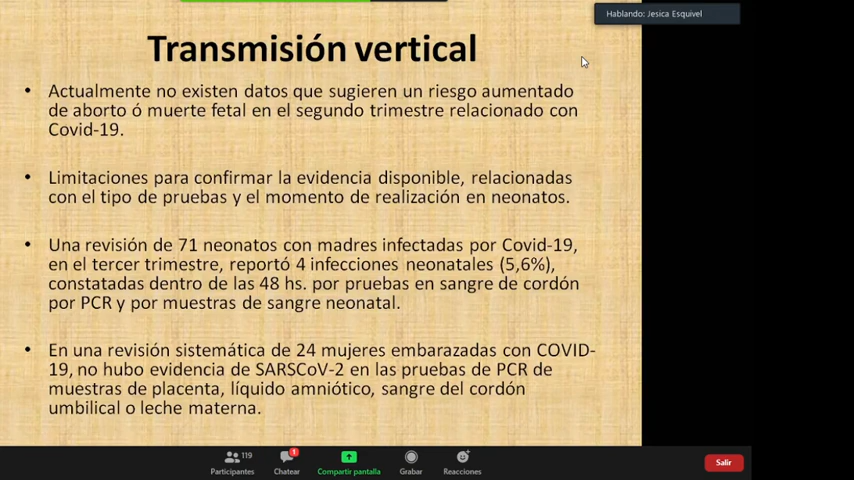 Hablando: Jesica Esquivel
Transmisión vertical
• Actualmente no existen datos que sugieren un riesgo aumentado
de aborto ó muerte fetal en el segundo trimestre relacionado con
Covid-19.
• Limitaciones para confirmar la evidencia disponible, relacionadas
con el tipo de pruebas y el momento de realización en neonatos.
• Una revisión de 71 neonatos con madres infectadas por Covid-19,
en el tercer trimestre, reportó 4 infecciones neonatales (5,6%),
constatadas dentro de las 48 hs. por pruebas en sangre de cordón
por PCR y por muestras de sangre neonatal.
• En una revisión sistemática de 24 mujeres embarazadas con COVID-
19, no hubo evidencia de SARSCoV-2 en las pruebas de PCR de
muestras de placenta, líquido amniótico, sangre del cordón
umbilical o leche materna.
119
1
Participantes Chatear Compartir pantalla Grabar Reacciones Salir